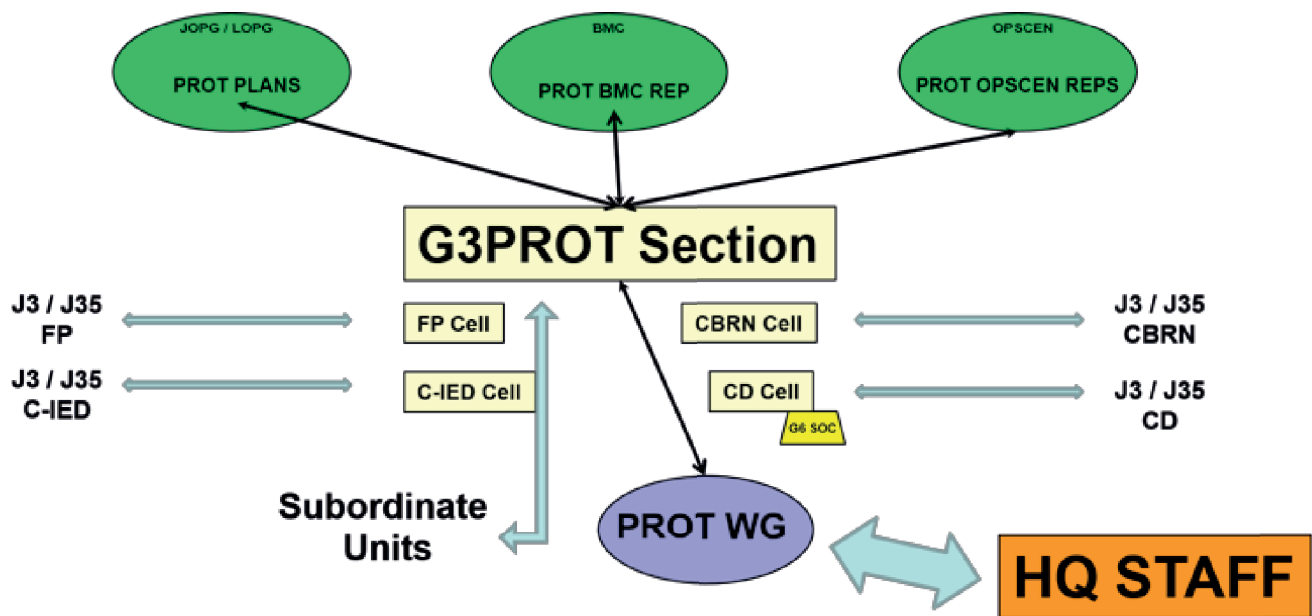 JOPG / LOPG
PROT PLANS
BMC
PROT BMC REP
OPSCEN
PROT OPSCEN REPS
G3PROT Section
J3 / J35
FP
FP Cell
CBRN Cell
J3 / J35
CBRN
J3 / J35
C-IED
C-IED Cell
CD Cell
G6 SOC
J3 / J35
CD
Subordinate
Units
PROT WG
HQ STAFF